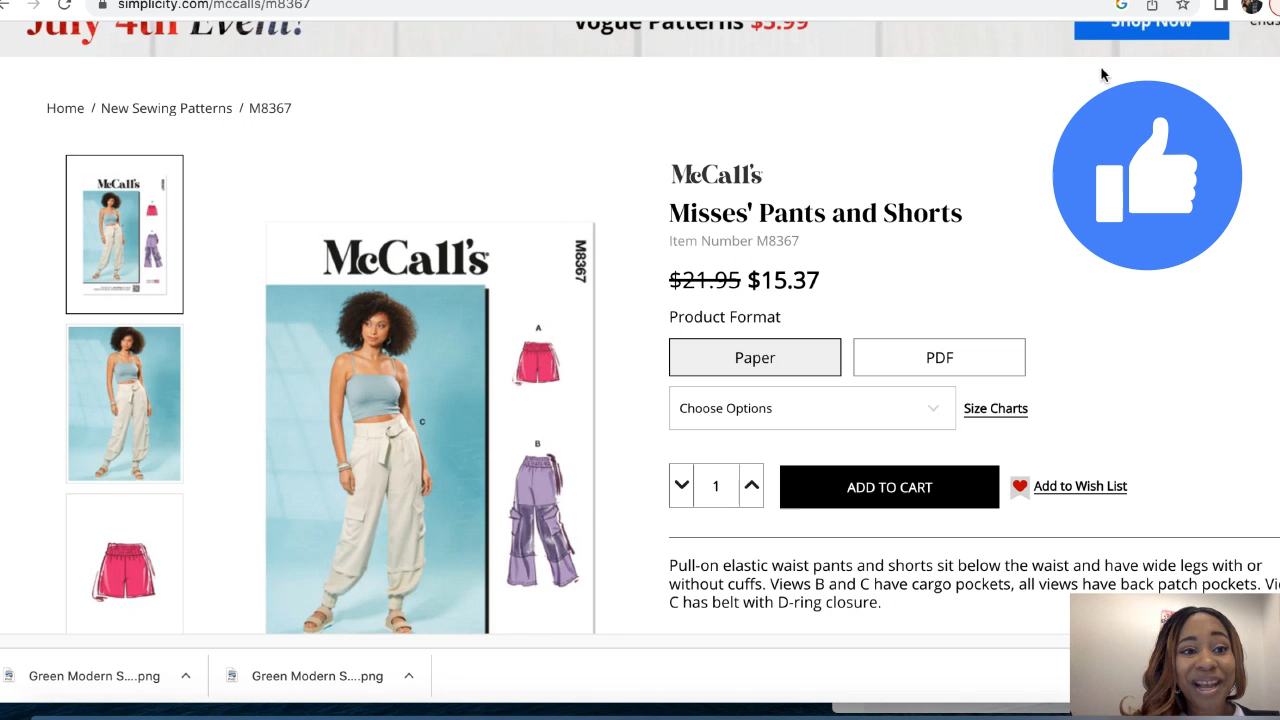 simplicity.com/mccalls/m8367
July 4th Event!
Vogue Patterns $5.99
Shop Now
Home / New Sewing Patterns / M8367
McCall's
M8367
McCall's
Misses' Pants and Shorts
Item Number M8367
$21.95 $15.37
Product Format
Paper
PDF
Choose Options
Size Charts
1
ADD TO CART
Add to Wish List
McCall's
M8367
A
C
B
Pull-on elastic waist pants and shorts sit below the waist and have wide legs with or
without cuffs. Views B and C have cargo pockets, all views have back patch pockets.
C has belt with D-ring closure.
Green Modern S....png
Green Modern S....png